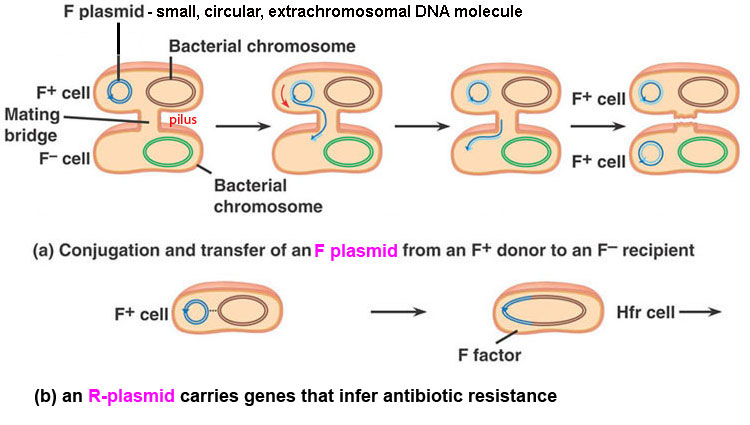 F plasmid - small, circular, extrachromosomal DNA molecule
Bacterial chromosome
F+ cell
Mating
bridge
pilus
F– cell
Bacterial
chromosome
F+ cell
F+ cell
(a) Conjugation and transfer of an F plasmid from an F+ donor to an F– recipient
F+ cell
Hfr cell
F factor
(b) an R-plasmid carries genes that infer antibiotic resistance